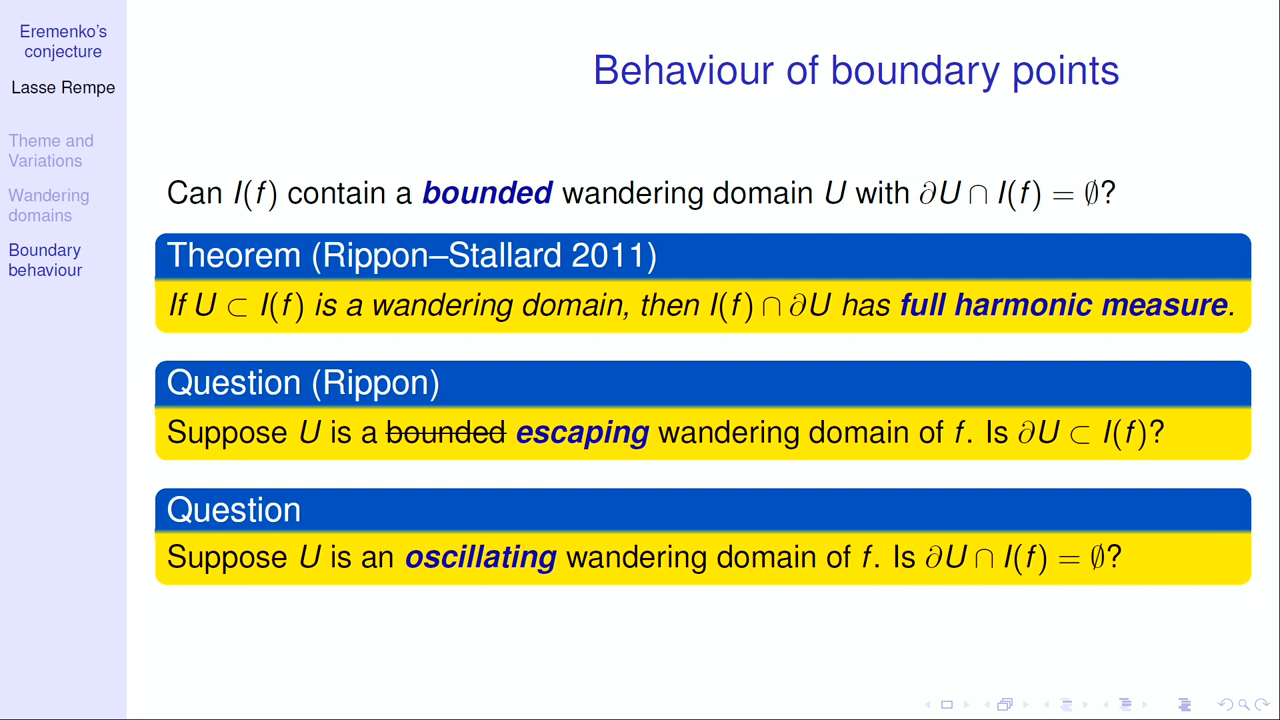 Eremenko's
conjecture
Lasse Rempe
Theme and
Variations
Wandering
domains
Boundary
behaviour
Behaviour of boundary points
Can I(f) contain a bounded wandering domain U with ∂U ∩ I(f) = ∅?
Theorem (Rippon–Stallard 2011)
If U ⊂ I(f) is a wandering domain, then I(f) ∩ ∂U has full harmonic measure.
Question (Rippon)
Suppose U is a bounded escaping wandering domain of f. Is ∂U ⊂ I(f)?
Question
Suppose U is an oscillating wandering domain of f. Is ∂U ∩ I(f) = ∅?